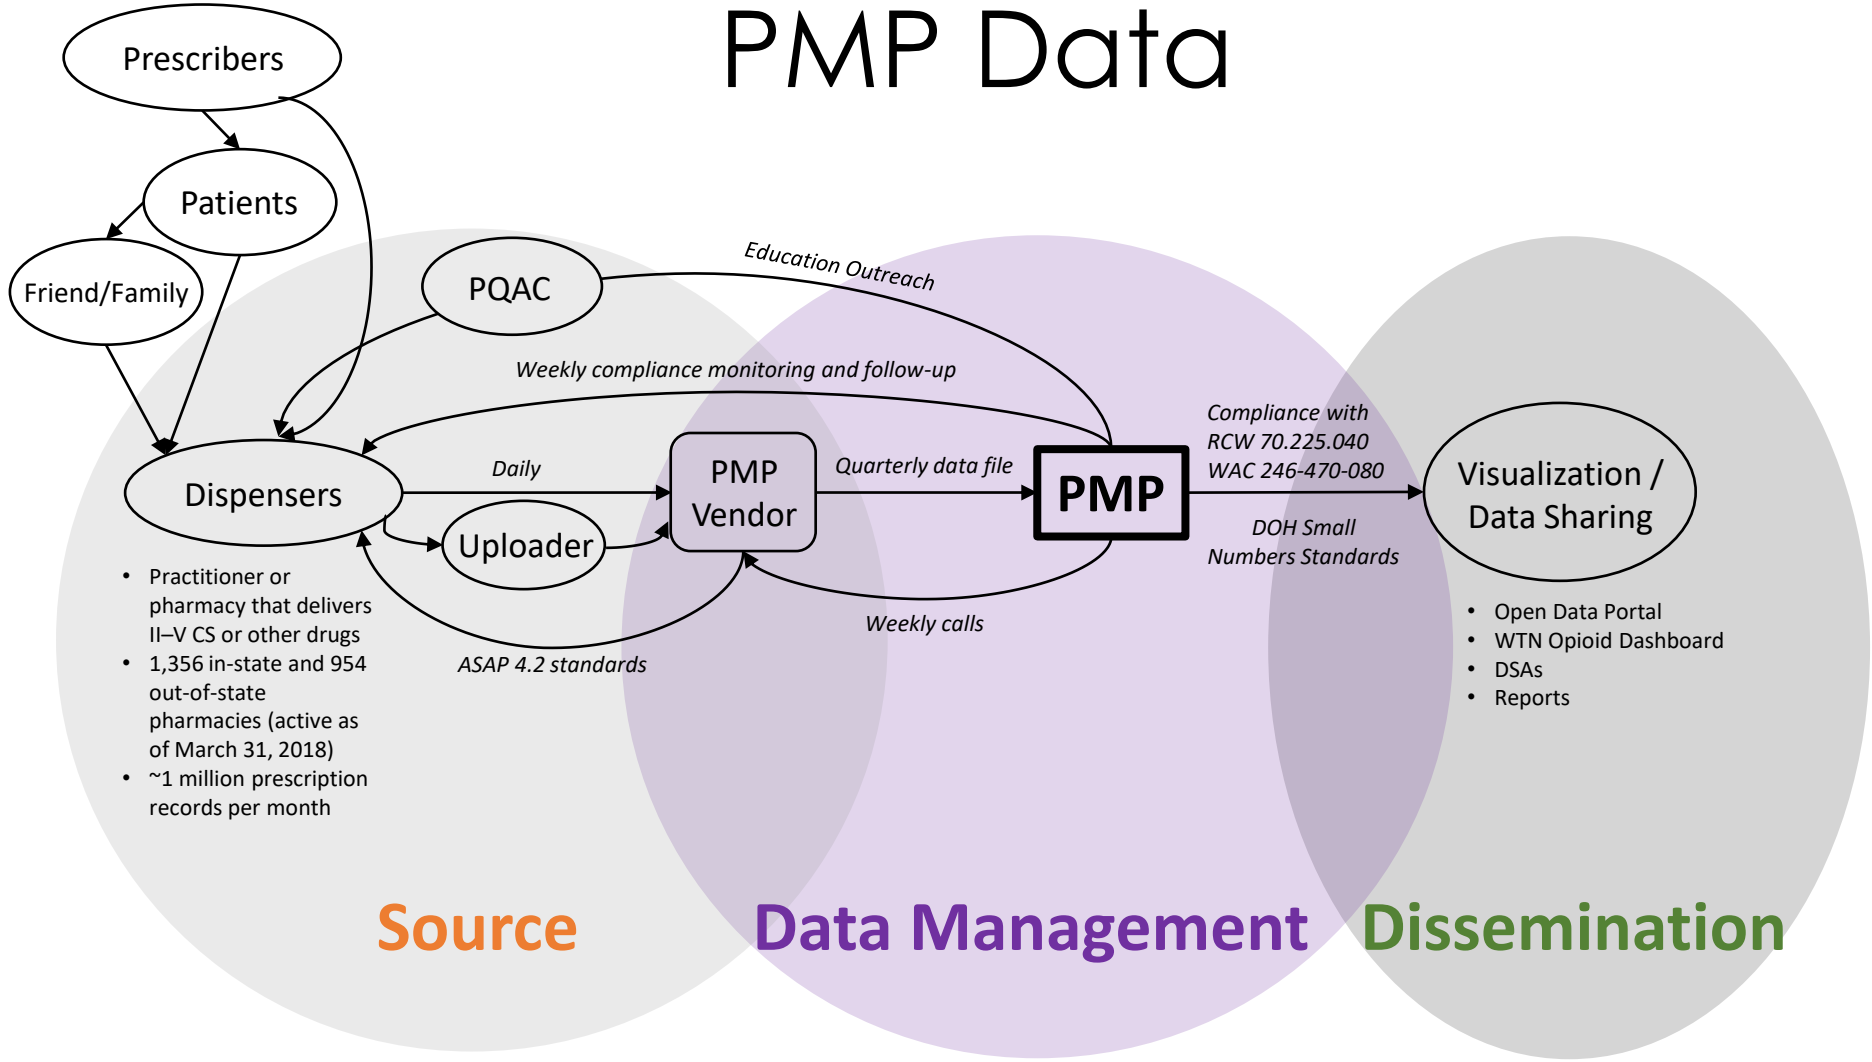 PMP Data
Prescribers
Patients
Friend/Family
PQAC
Education Outreach
Weekly compliance monitoring and follow-up
Dispensers
Daily
Uploader
PMP
Vendor
Quarterly data file
PMP
Compliance with
RCW 70.225.040
WAC 246-470-080
DOH Small
Numbers Standards
Visualization /
Data Sharing
Weekly calls
ASAP 4.2 standards
• Practitioner or
pharmacy that delivers
II–V CS or other drugs
• 1,356 in-state and 954
out-of-state
pharmacies (active as
of March 31, 2018)
• ~1 million prescription
records per month
• Open Data Portal
• WTN Opioid Dashboard
• DSAs
• Reports
Source
Data Management
Dissemination